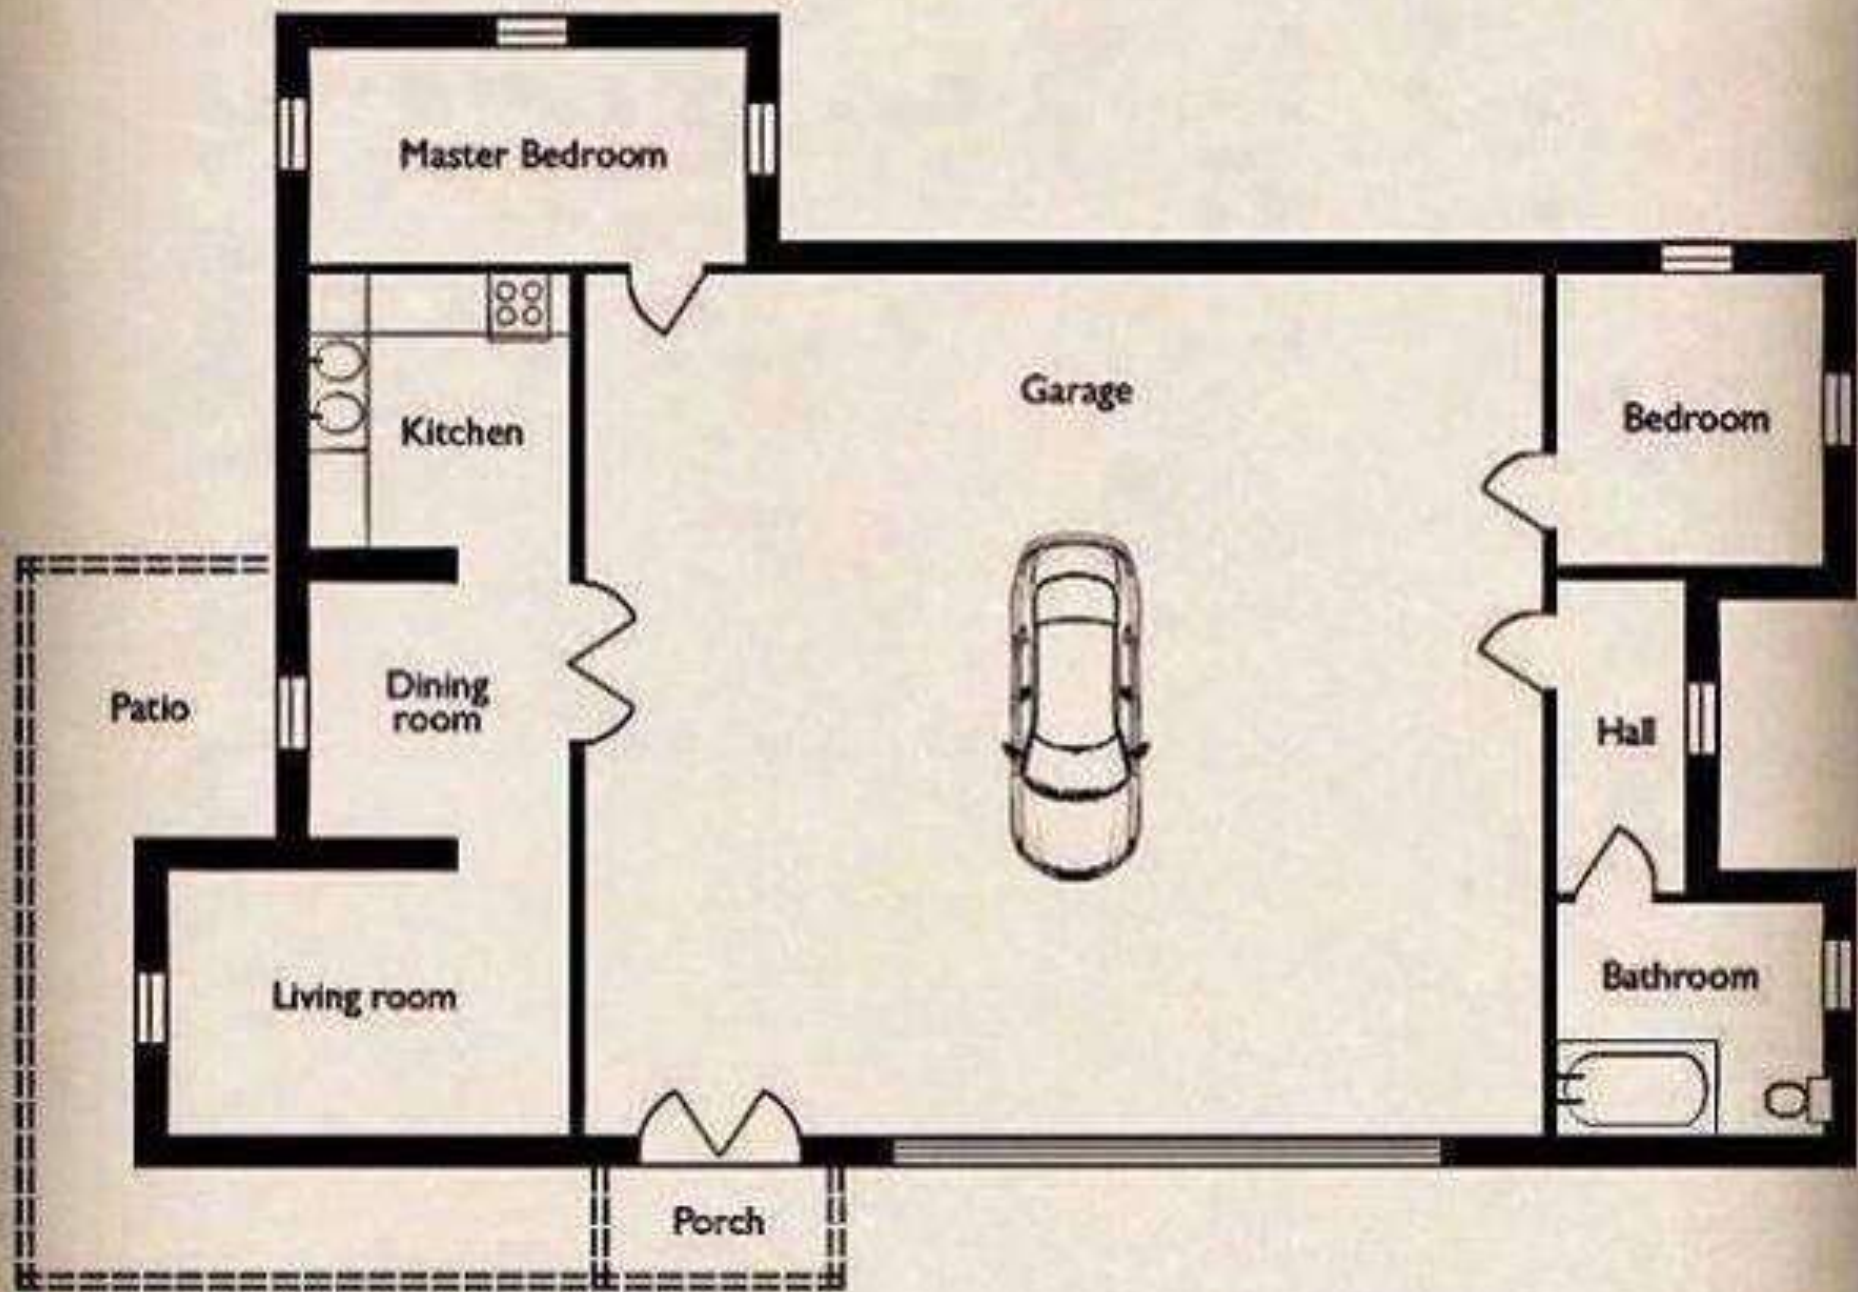 Master Bedroom
Garage
Kitchen
Bedroom
Patio
Dining
room
Hall
Living room
Bathroom
Porch